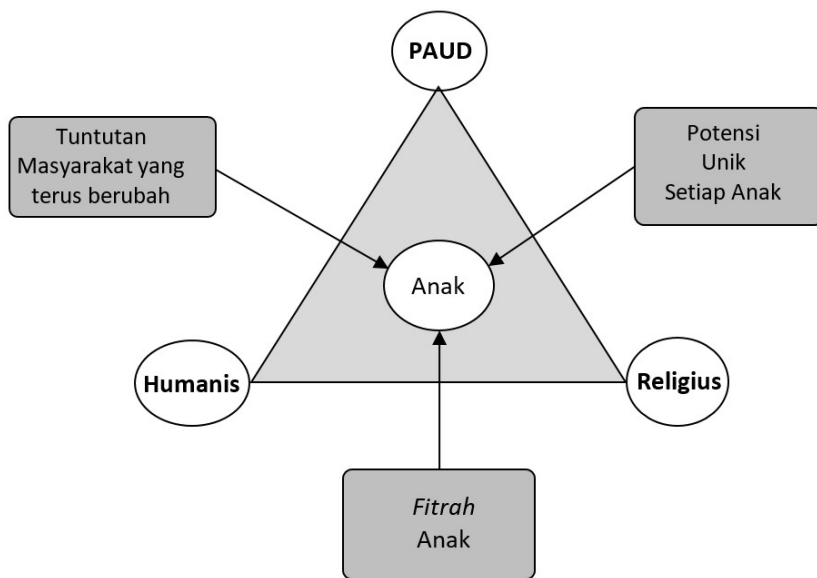 PAUD
Tuntutan
Masyarakat yang
terus berubah
Potensi
Unik
Setiap Anak
Anak
Humanis
Religius
Fitrah
Anak